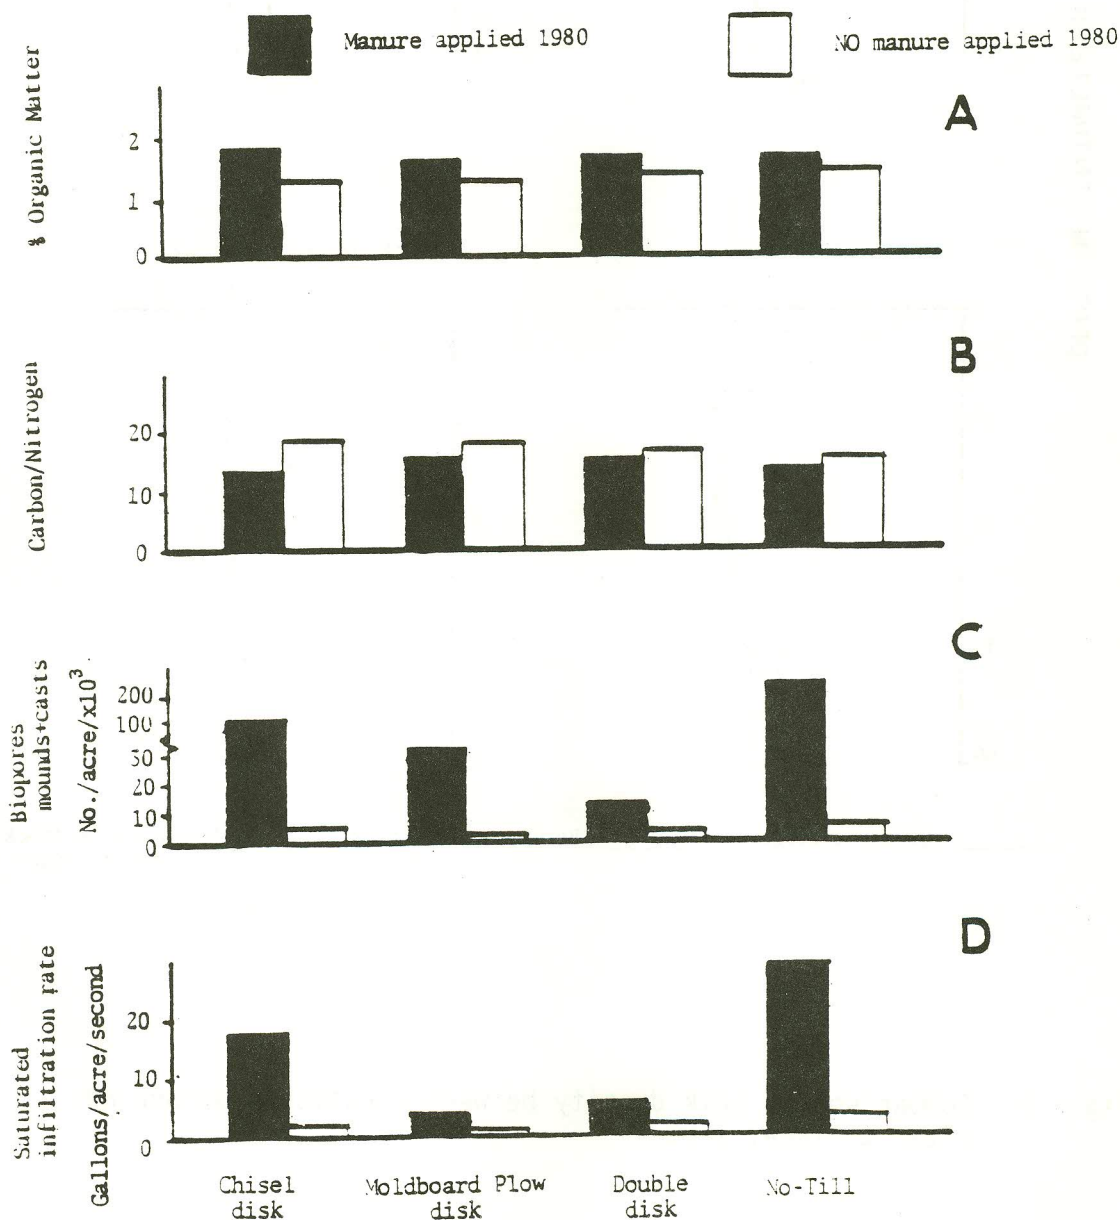 Manure applied 1980
NO manure applied 1980
A
% Organic Matter
2
1
0
B
Carbon/Nitrogen
20
10
0
C
Biopores
mounds+casts
No./acre/x10³
200
100
30
20
10
0
D
Saturated
infiltration rate
Gallons/acre/second
20
10
0
Chisel
disk
Moldboard Plow
disk
Double
disk
No-Till